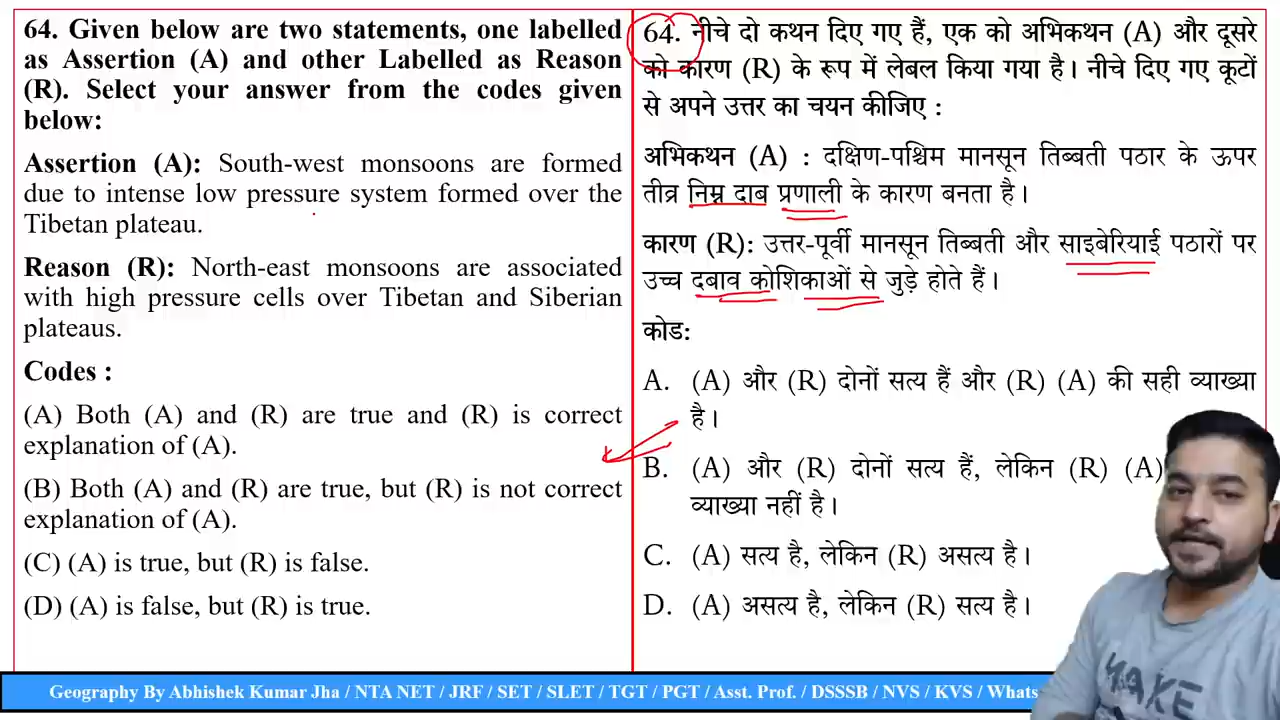 64. Given below are two statements, one labelled
as Assertion (A) and other Labelled as Reason
(R). Select your answer from the codes given
below:
Assertion (A): South-west monsoons are formed
due to intense low pressure system formed over the
Tibetan plateau.
Reason (R): North-east monsoons are associated
with high pressure cells over Tibetan and Siberian
plateaus.
Codes :
(A) Both (A) and (R) are true and (R) is correct
explanation of (A).
(B) Both (A) and (R) are true, but (R) is not correct
explanation of (A).
(C) (A) is true, but (R) is false.
(D) (A) is false, but (R) is true.
64. नीचे दो कथन दिए गए हैं, एक को अभिकथन (A) और दूसरे
को कारण (R) के रूप में लेबल किया गया है। नीचे दिए गए कूटों
से अपने उत्तर का चयन कीजिए :
अभिकथन (A) : दक्षिण-पश्चिम मानसून तिब्बती पठार के ऊपर
तीव्र निम्न दाब प्रणाली के कारण बनता है।
कारण (R): उत्तर-पूर्वी मानसून तिब्बती और साइबेरियाई पठारों पर
उच्च दबाव कोशिकाओं से जुड़े होते हैं।
कोड:
A. (A) और (R) दोनों सत्य हैं और (R) (A) की सही व्याख्या
है।
B. (A) और (R) दोनों सत्य हैं, लेकिन (R) (A)
व्याख्या नहीं है।
C. (A) सत्य है, लेकिन (R) असत्य है।
D. (A) असत्य है, लेकिन (R) सत्य है।
Geography By Abhishek Kumar Jha / NTA NET / JRF / SET / SLET / TGT / PGT / Asst. Prof. / DSSSB / NVS / KVS / Whats
MAKE